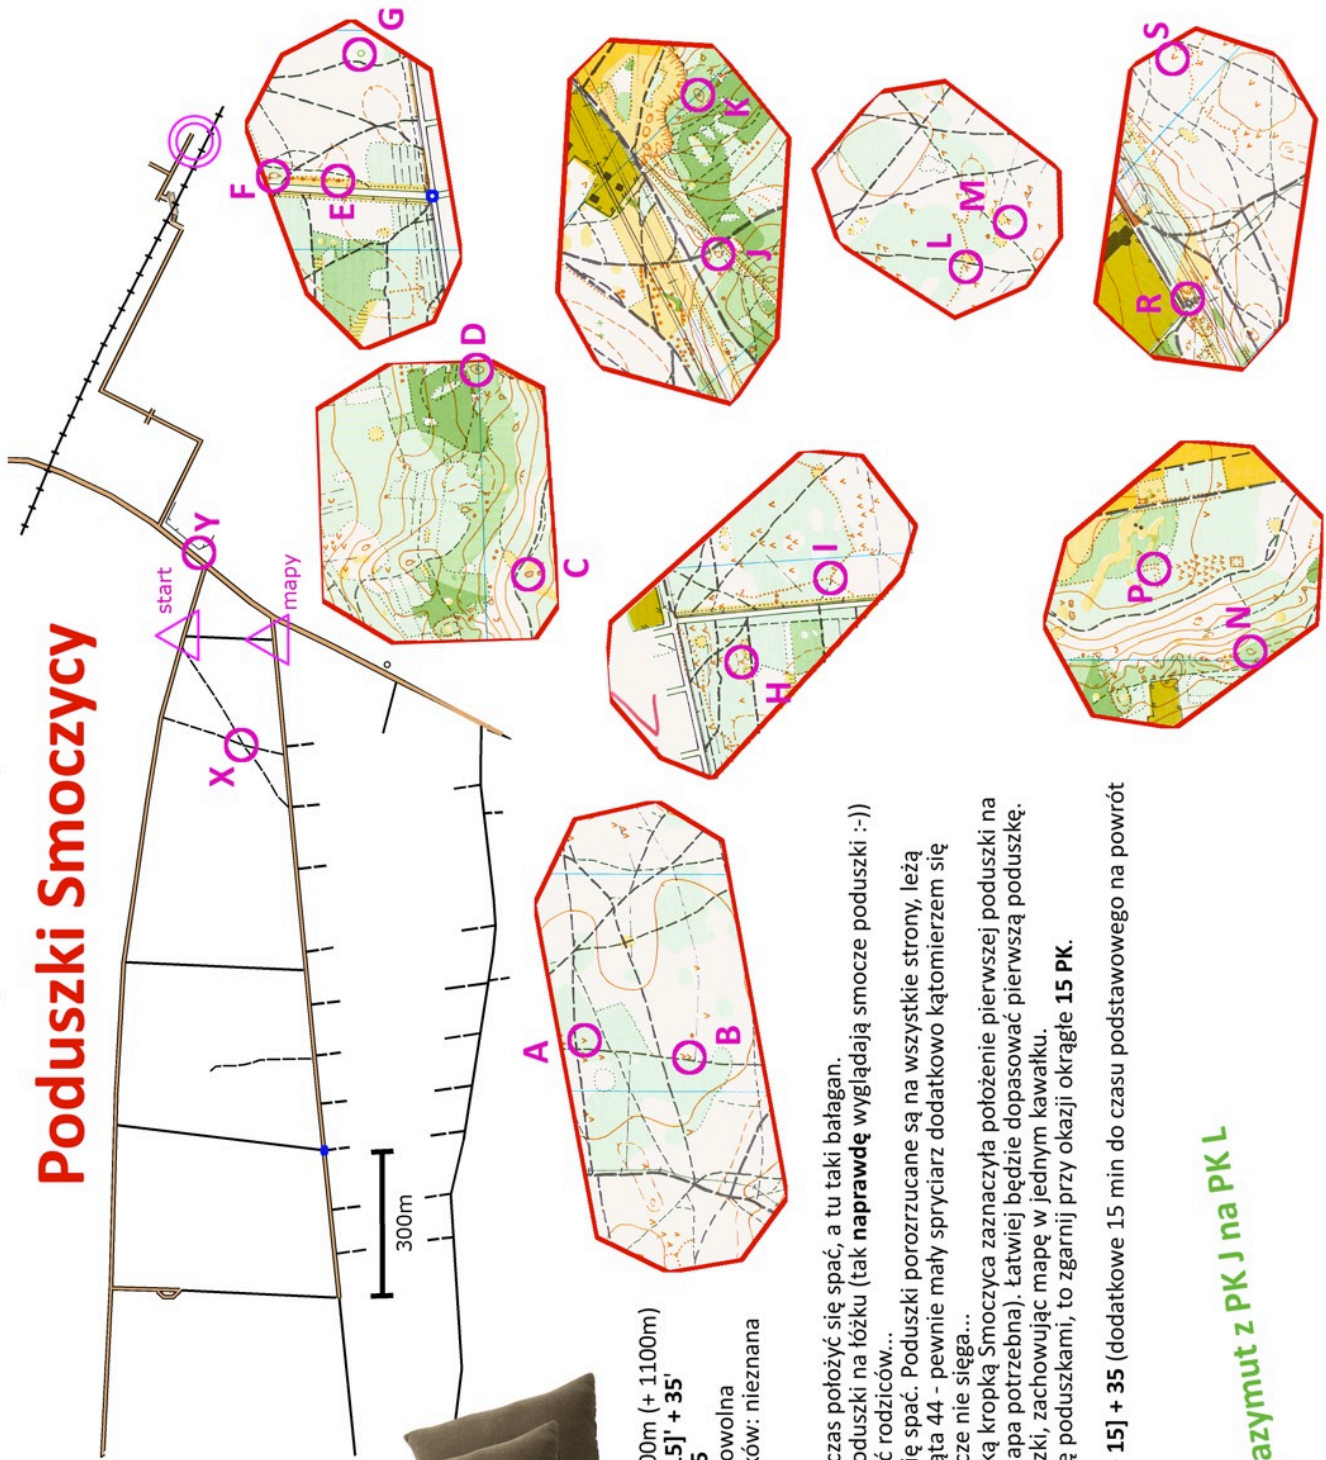 Poduszki Smoczycy
start
mapy
X
Y
300m
A
B
C
D
E
F
G
H
I
J
K
L
M
N
P
R
S
00m (+ 1100m)
.5]' + 35'
5
owolna
ków: nieznana
czas położyć się spać, a tu taki bałagan.
oduszki na łóżku (tak naprawdę wyglądają smocze poduszki :-))
ć rodziców...
ię spać. Poduszki porozrzucane są na wszystkie strony, leżą
ąta 44 - pewnie mały spryciarz dodatkowo kątomierzem się
cze nie sięga...
ką kropką Smoczyca zaznaczyła położenie pierwszej poduszki na
apa potrzebna). Łatwiej będzie dopasować pierwszą poduszkę.
zki, zachowując mapę w jednym kawałku.
ę poduszkami, to zgarnij przy okazji okrągłe 15 PK.
15] + 35 (dodatkowe 15 min do czasu podstawowego na powrót
azymut z PK J na PK L